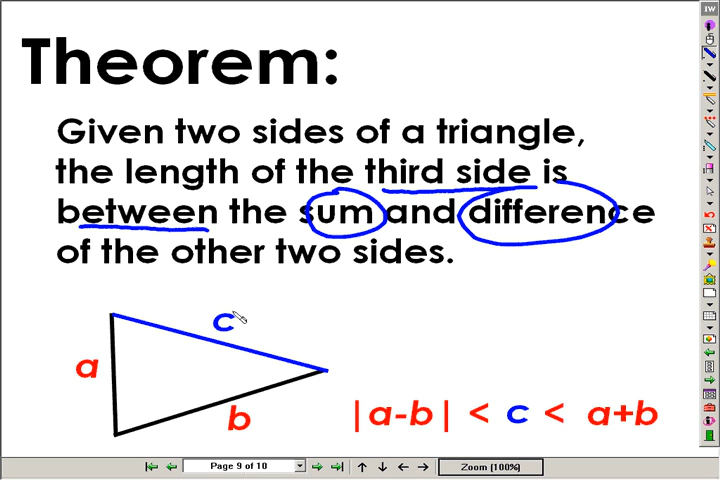 Theorem:
Given two sides of a triangle,
the length of the third side is
between the sum and difference
of the other two sides.
c
a
b
|a-b| < c < a+b
IW
Page 9 of 10
Zoom (100%)